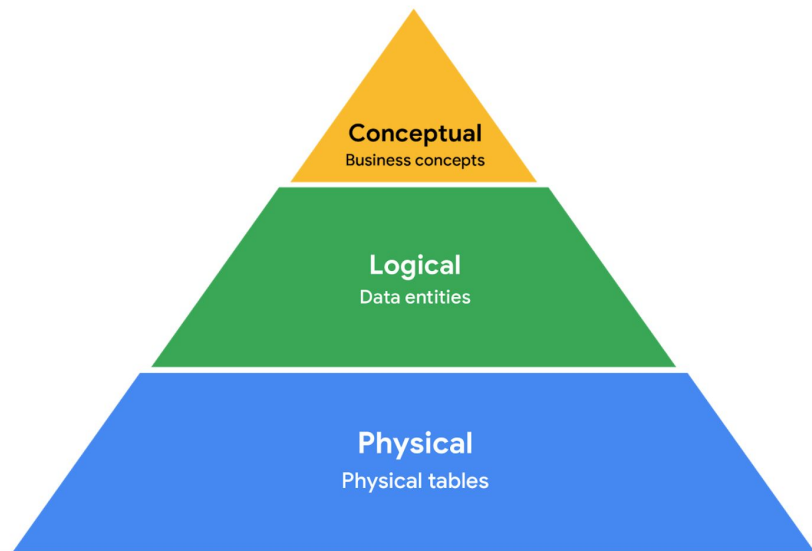 Conceptual
Business concepts
Logical
Data entities
Physical
Physical tables